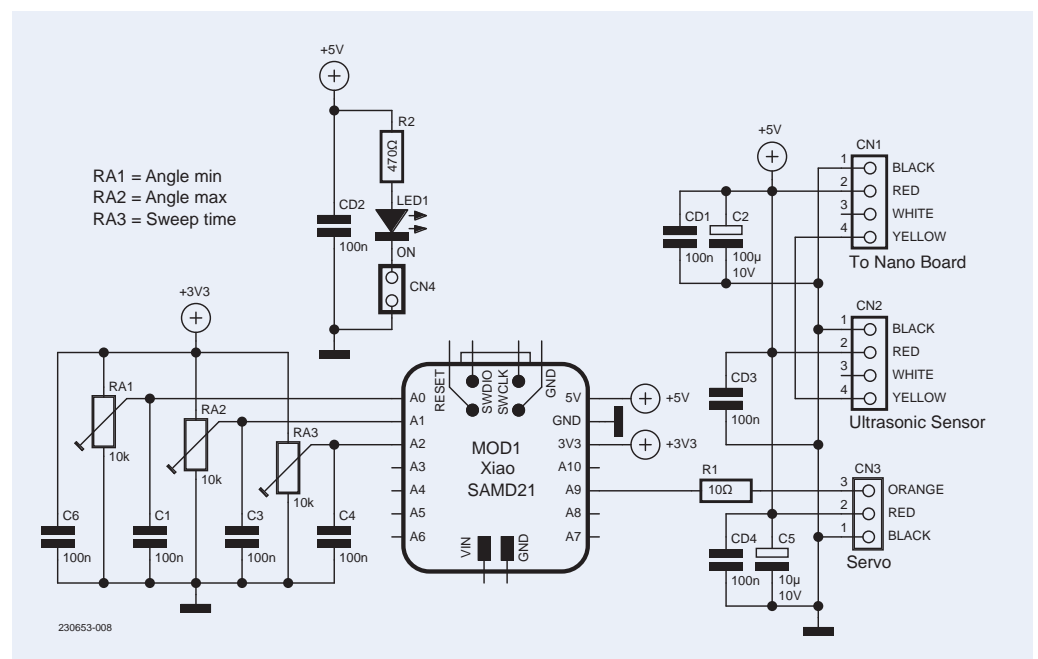 +5V
R2
470Ω
LED1
CD2
100n
ON
CN4
RA1 = Angle min
RA2 = Angle max
RA3 = Sweep time
+3V3
RA1
10k
RA2
10k
RA3
10k
C6
100n
C1
100n
C3
100n
C4
100n
RESET
SWDIO
SWCLK
GND
A0
A1
A2
A3
A4
A5
A6
MOD1
Xiao
SAMD21
5V
GND
3V3
A10
A9
A8
A7
VIN
GND
+5V
+3V3
+5V
CD1
100n
C2
100µ
10V
CN1
1 BLACK
2 RED
3 WHITE
4 YELLOW
To Nano Board
CN2
1 BLACK
2 RED
3 WHITE
4 YELLOW
Ultrasonic Sensor
CD3
100n
R1
10Ω
CN3
3 ORANGE
2 RED
1 BLACK
Servo
CD4
100n
C5
10µ
10V
230653-008